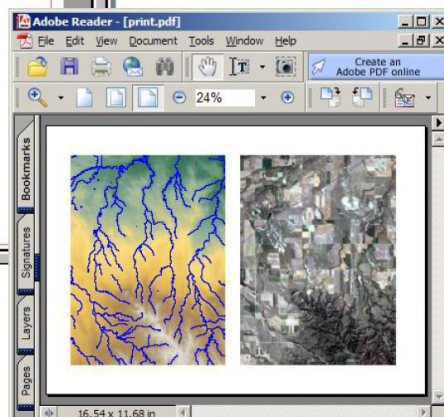 Adobe Reader - [print.pdf]
File Edit View Document Tools Window Help
Create an
Adobe PDF online
24%
Bookmarks
Signatures
Layers
Pages
16.54 x 11.68 in